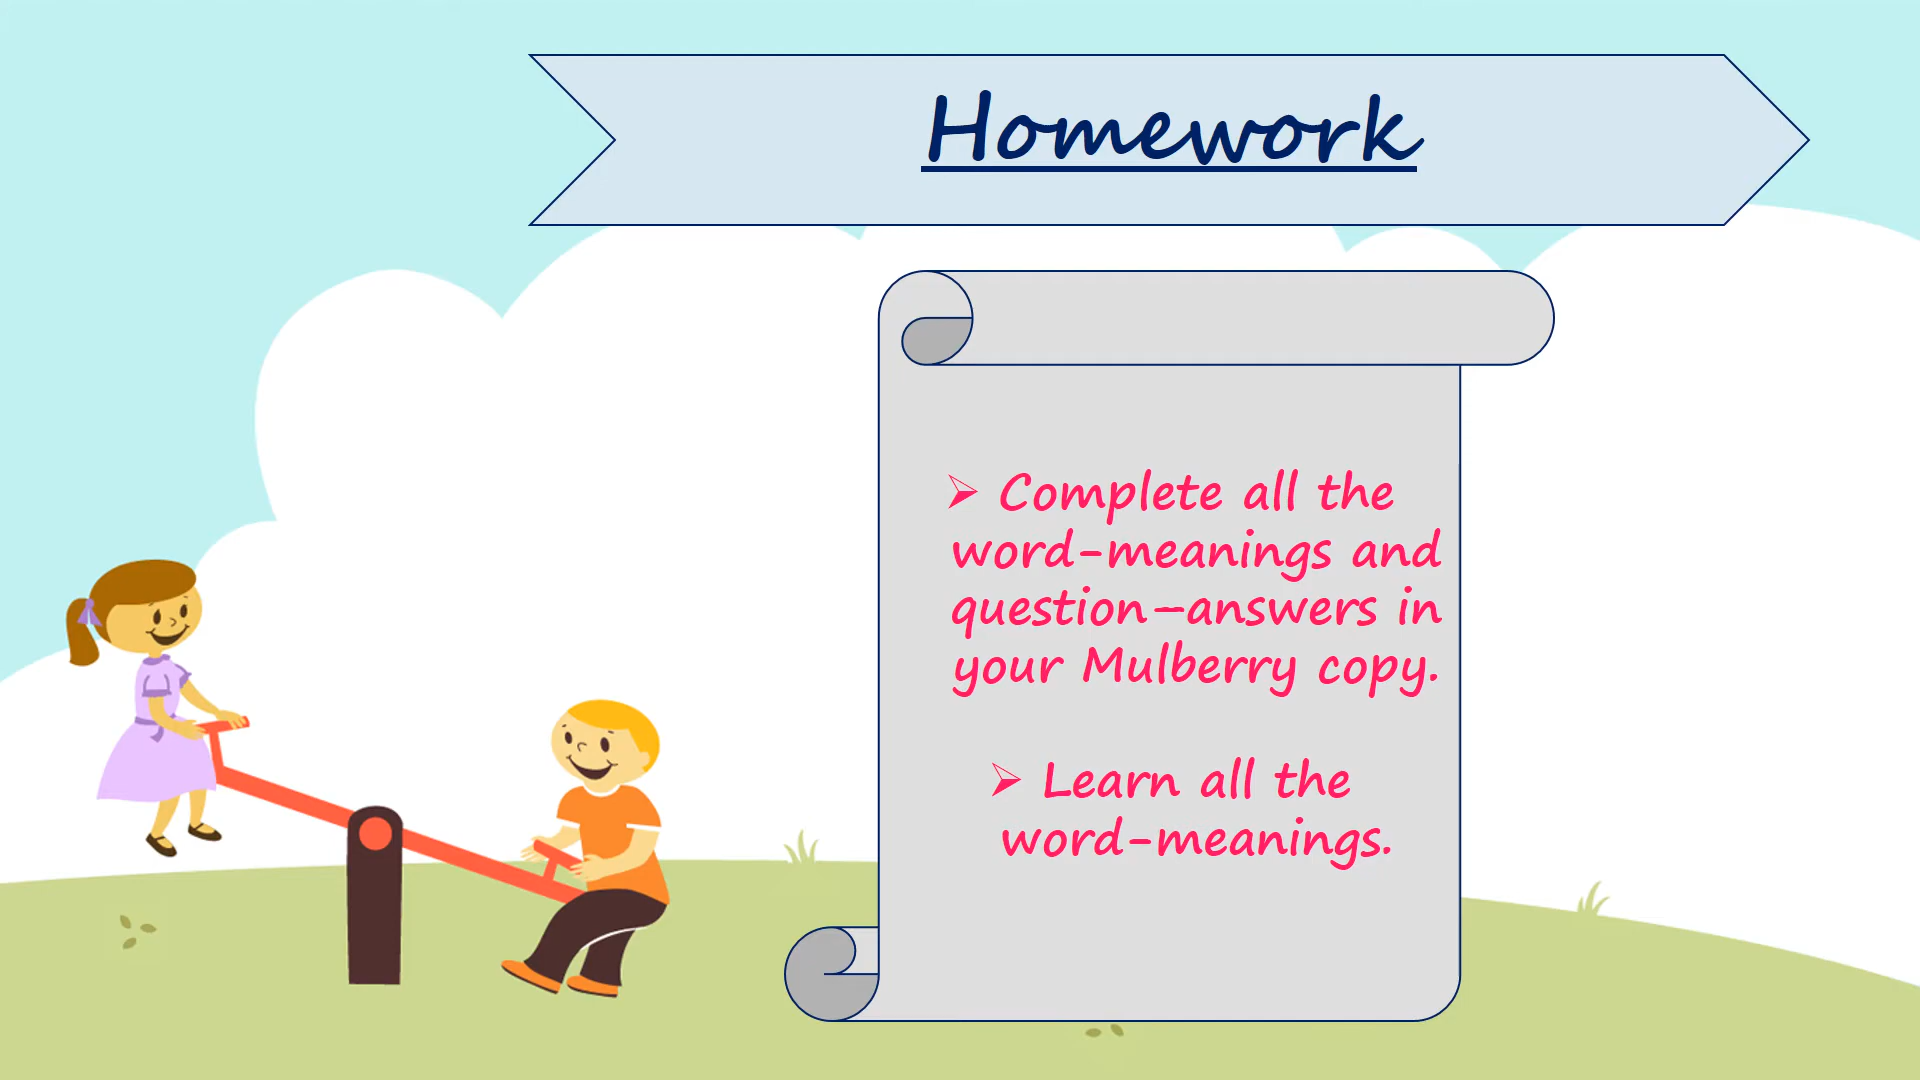 Homework
➢ Complete all the
word-meanings and
question–answers in
your Mulberry copy.
➢ Learn all the
word-meanings.